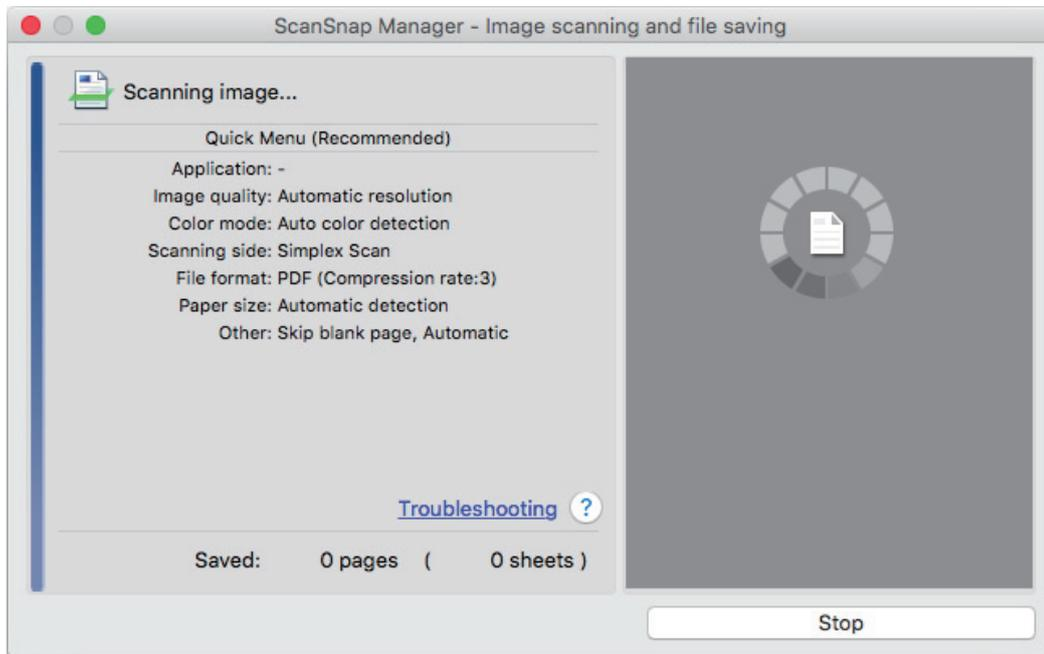 ScanSnap Manager - Image scanning and file saving
Scanning image...
Quick Menu (Recommended)
Application: -
Image quality: Automatic resolution
Color mode: Auto color detection
Scanning side: Simplex Scan
File format: PDF (Compression rate:3)
Paper size: Automatic detection
Other: Skip blank page, Automatic
Troubleshooting ?
Saved: 0 pages ( 0 sheets )
Stop